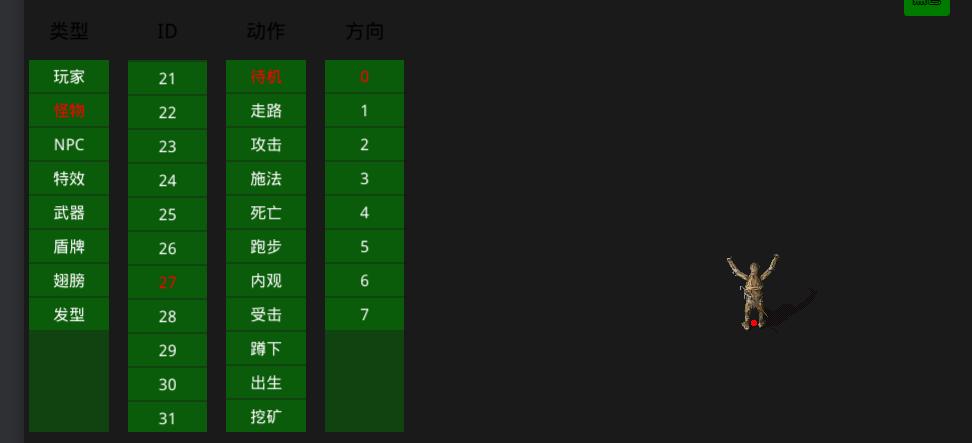 类型 ID 动作 方向
玩家 21 待机 0
怪物 22 走路 1
NPC 23 攻击 2
特效 24 施法 3
武器 25 死亡 4
盾牌 26 跑步 5
翅膀 27 内观 6
发型 28 受击 7
29 蹲下
30 出生
31 挖矿